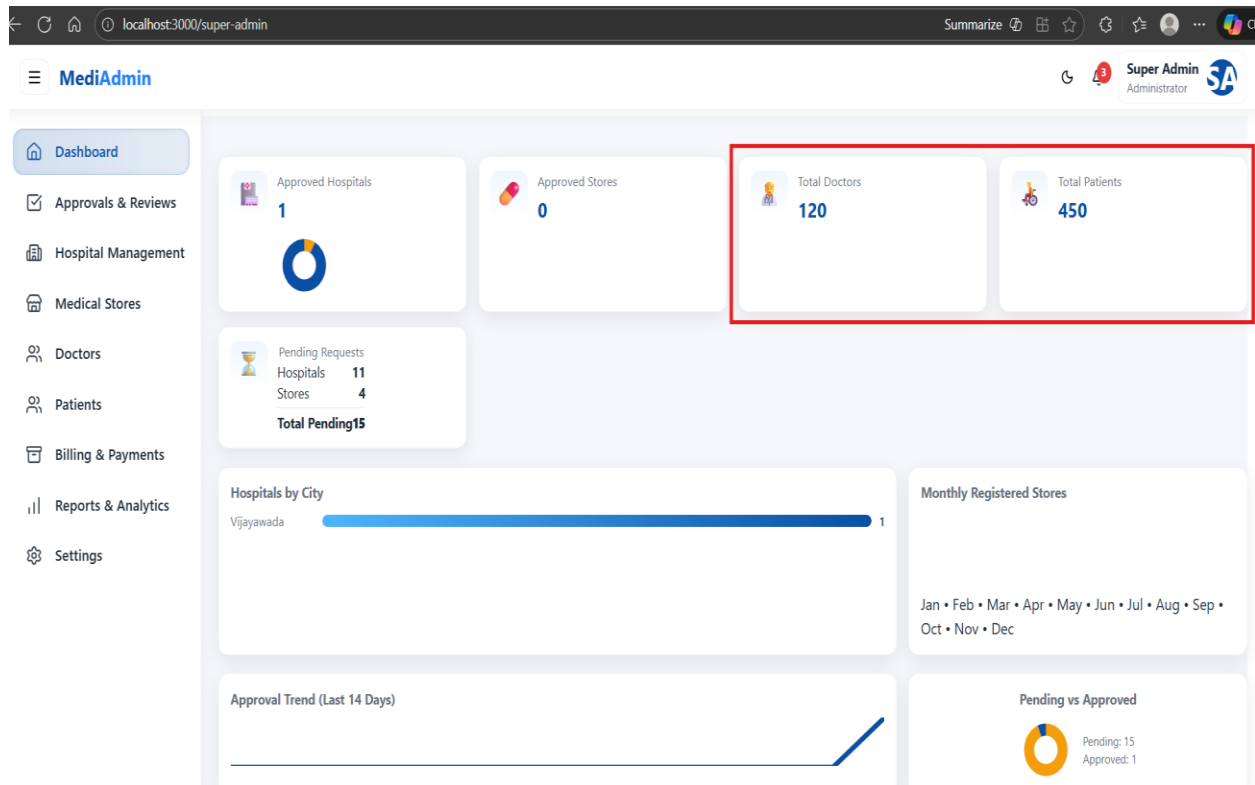 localhost:3000/super-admin
Summarize
MediAdmin
3
Super Admin
Administrator
SA
Dashboard
Approvals & Reviews
Hospital Management
Medical Stores
Doctors
Patients
Billing & Payments
Reports & Analytics
Settings
Approved Hospitals
1
Approved Stores
0
Total Doctors
120
Total Patients
450
Pending Requests
Hospitals 11
Stores 4
Total Pending15
Hospitals by City
Vijayawada 1
Monthly Registered Stores
Jan • Feb • Mar • Apr • May • Jun • Jul • Aug • Sep •
Oct • Nov • Dec
Approval Trend (Last 14 Days)
Pending vs Approved
Pending: 15
Approved: 1